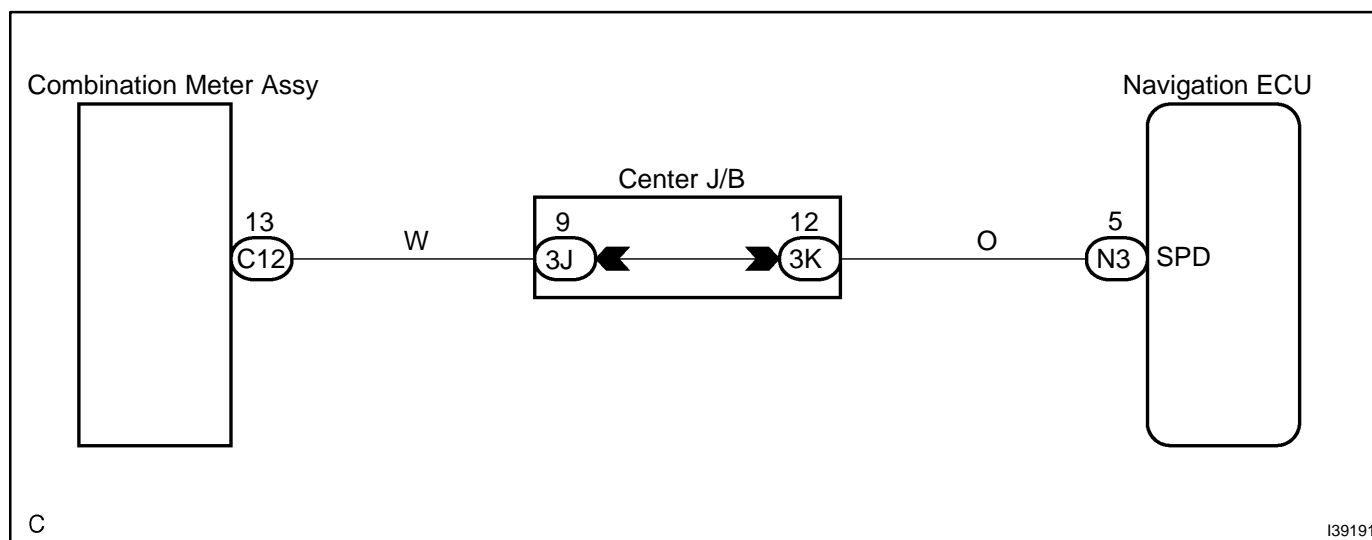 Combination Meter Assy
Navigation ECU
Center J/B
13
9
12
5
C12
W
3J
3K
O
N3
SPD
C
I39191